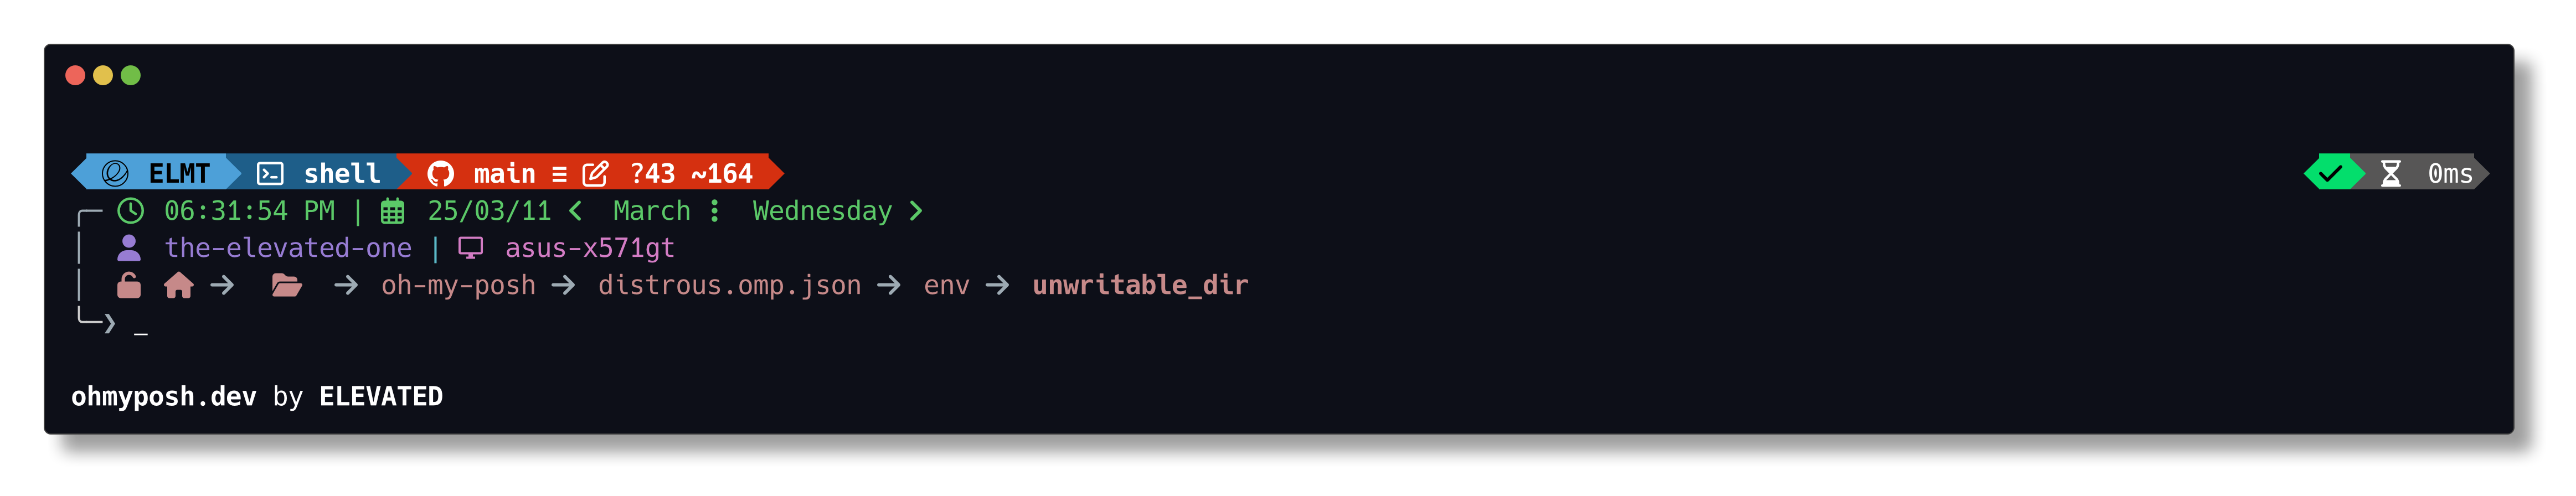 ELMT shell main ≡ ?43 ~164 0ms
06:31:54 PM | 25/03/11 < March ⋮ Wednesday >
the-elevated-one | asus-x571gt
→ → oh-my-posh → distrous.omp.json → env → unwritable_dir
❯ _
ohmyposh.dev by ELEVATED